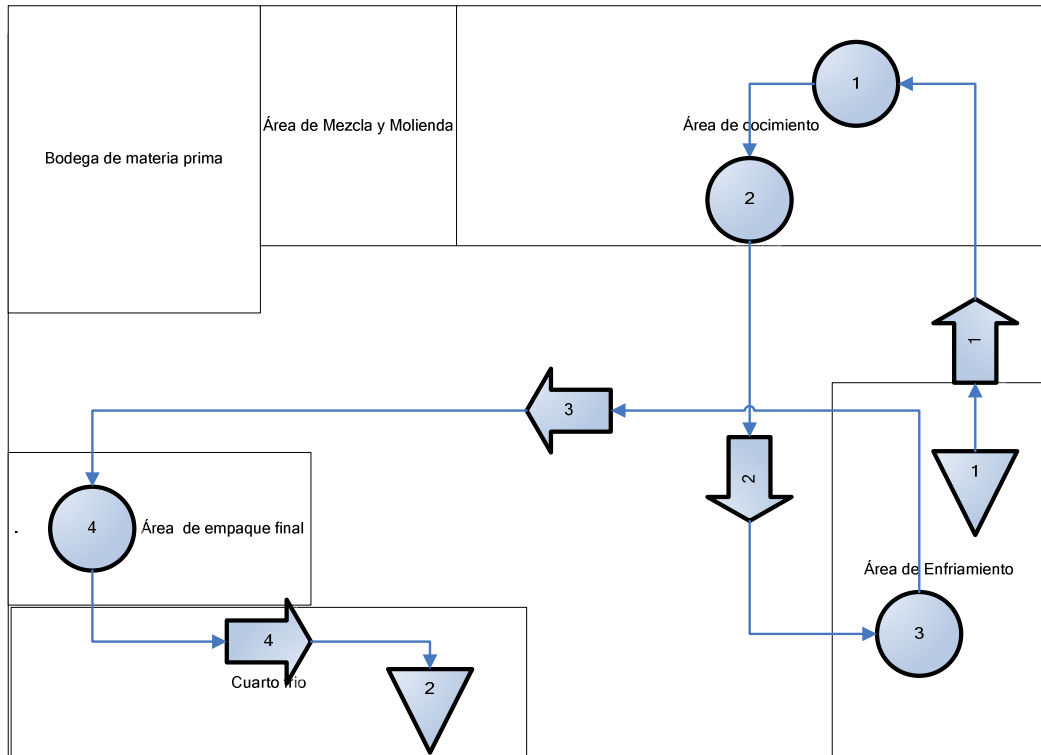 1
Área de Mezcla y Molienda
Área de cocimiento
Bodega de materia prima
2
1
3
1
2
.
4
Área  de empaque final
Área de Enfriamiento
3
4
Cuarto frio
2